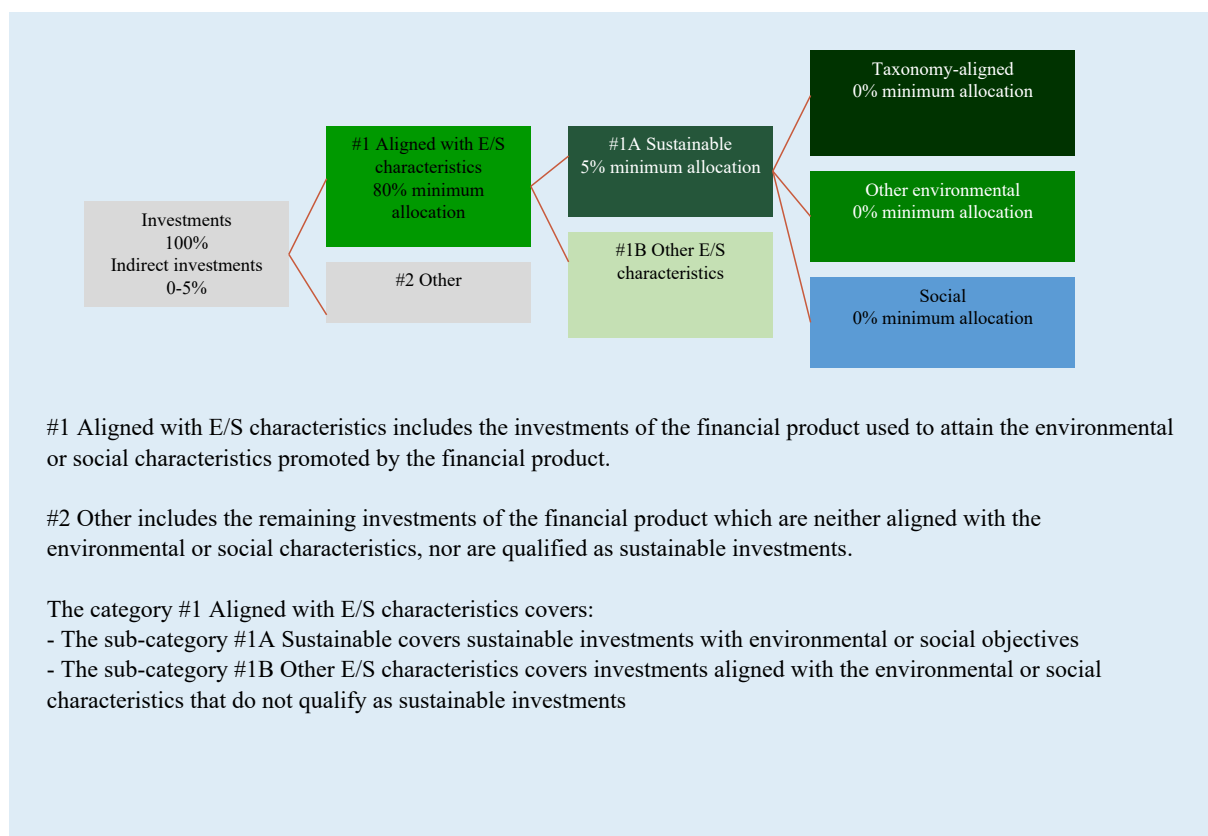 Investments
100%
Indirect investments
0-5%
#1 Aligned with E/S
characteristics
80% minimum
allocation
#2 Other
#1A Sustainable
5% minimum allocation
#1B Other E/S
characteristics
Taxonomy-aligned
0% minimum allocation
Other environmental
0% minimum allocation
Social
0% minimum allocation
#1 Aligned with E/S characteristics includes the investments of the financial product used to attain the environmental
or social characteristics promoted by the financial product.
#2 Other includes the remaining investments of the financial product which are neither aligned with the
environmental or social characteristics, nor are qualified as sustainable investments.
The category #1 Aligned with E/S characteristics covers:
- The sub-category #1A Sustainable covers sustainable investments with environmental or social objectives
- The sub-category #1B Other E/S characteristics covers investments aligned with the environmental or social
characteristics that do not qualify as sustainable investments